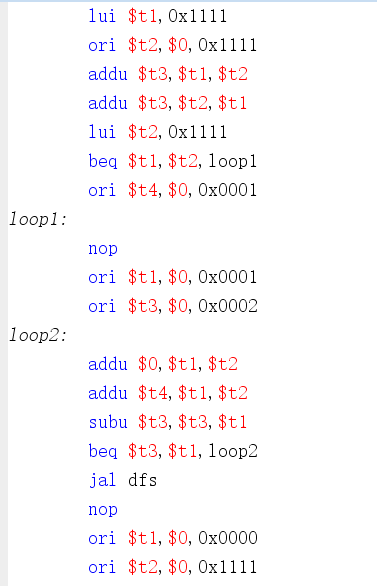 lui $t1,0x1111
ori $t2,$0,0x1111
addu $t3,$t1,$t2
addu $t3,$t2,$t1
lui $t2,0x1111
beq $t1,$t2,loop1
ori $t4,$0,0x0001
loop1:
nop
ori $t1,$0,0x0001
ori $t3,$0,0x0002
loop2:
addu $0,$t1,$t2
addu $t4,$t1,$t2
subu $t3,$t3,$t1
beq $t3,$t1,loop2
jal dfs
nop
ori $t1,$0,0x0000
ori $t2,$0,0x1111